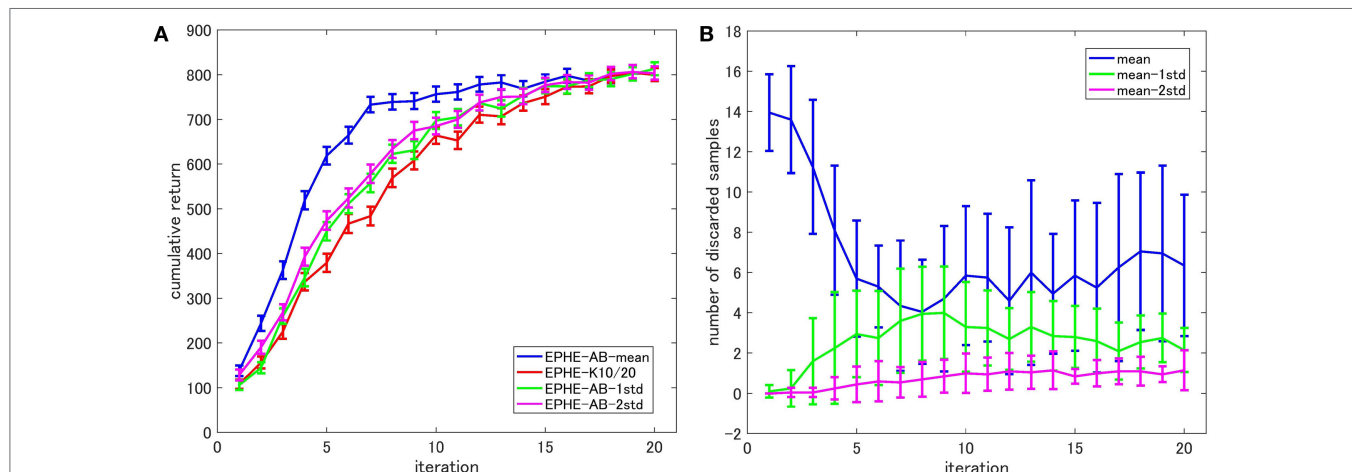 A
cumulative return
900
800
700
600
500
400
300
200
100
0
0
5
10
15
20
iteration
EPHE-AB-mean
EPHE-K10/20
EPHE-AB-1std
EPHE-AB-2std
B
number of discarded samples
18
16
14
12
10
8
6
4
2
0
-2
0
5
10
15
20
iteration
mean
mean-1std
mean-2std